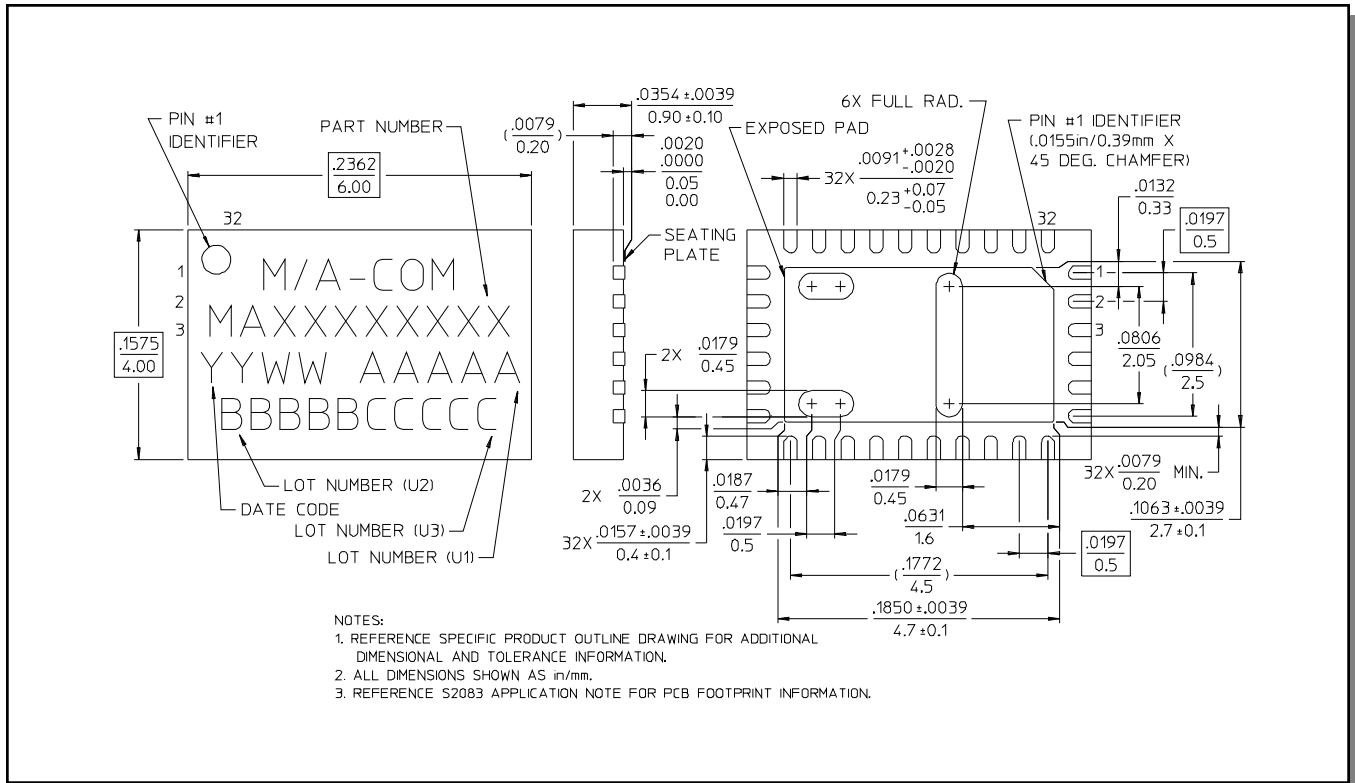 PIN #1
IDENTIFIER
PART NUMBER
.2362
6.00
32
1
2
3
.1575
4.00
M/A-COM
MAXXXXXXXXX
YYWW AAAAA
BBBBBCCCCC
LOT NUMBER (U2)
DATE CODE
LOT NUMBER (U3)
LOT NUMBER (U1)
.0354 ±.0039
0.90 ±0.10
(.0079)
0.20
.0020
.0000
0.05
0.00
SEATING
PLATE
EXPOSED PAD
6X FULL RAD.
32X .0091 +.0028
-.0020
0.23 +0.07
-0.05
PIN #1 IDENTIFIER
(.0155in/0.39mm X
45 DEG. CHAMFER)
32
.0132
0.33
.0197
0.5
1
2
3
2X .0179
0.45
.0806
2.05
(.0984)
2.5
2X .0036
0.09
32X .0157 ±.0039
0.4 ±0.1
.0187
0.47
.0197
0.5
.0179
0.45
.0631
1.6
32X .0079 MIN.
0.20
.1063 ±.0039
2.7 ±0.1
.0197
0.5
(.1772)
4.5
.1850 ±.0039
4.7 ±0.1
NOTES:
1. REFERENCE SPECIFIC PRODUCT OUTLINE DRAWING FOR ADDITIONAL
DIMENSIONAL AND TOLERANCE INFORMATION.
2. ALL DIMENSIONS SHOWN AS in/mm.
3. REFERENCE S2083 APPLICATION NOTE FOR PCB FOOTPRINT INFORMATION.